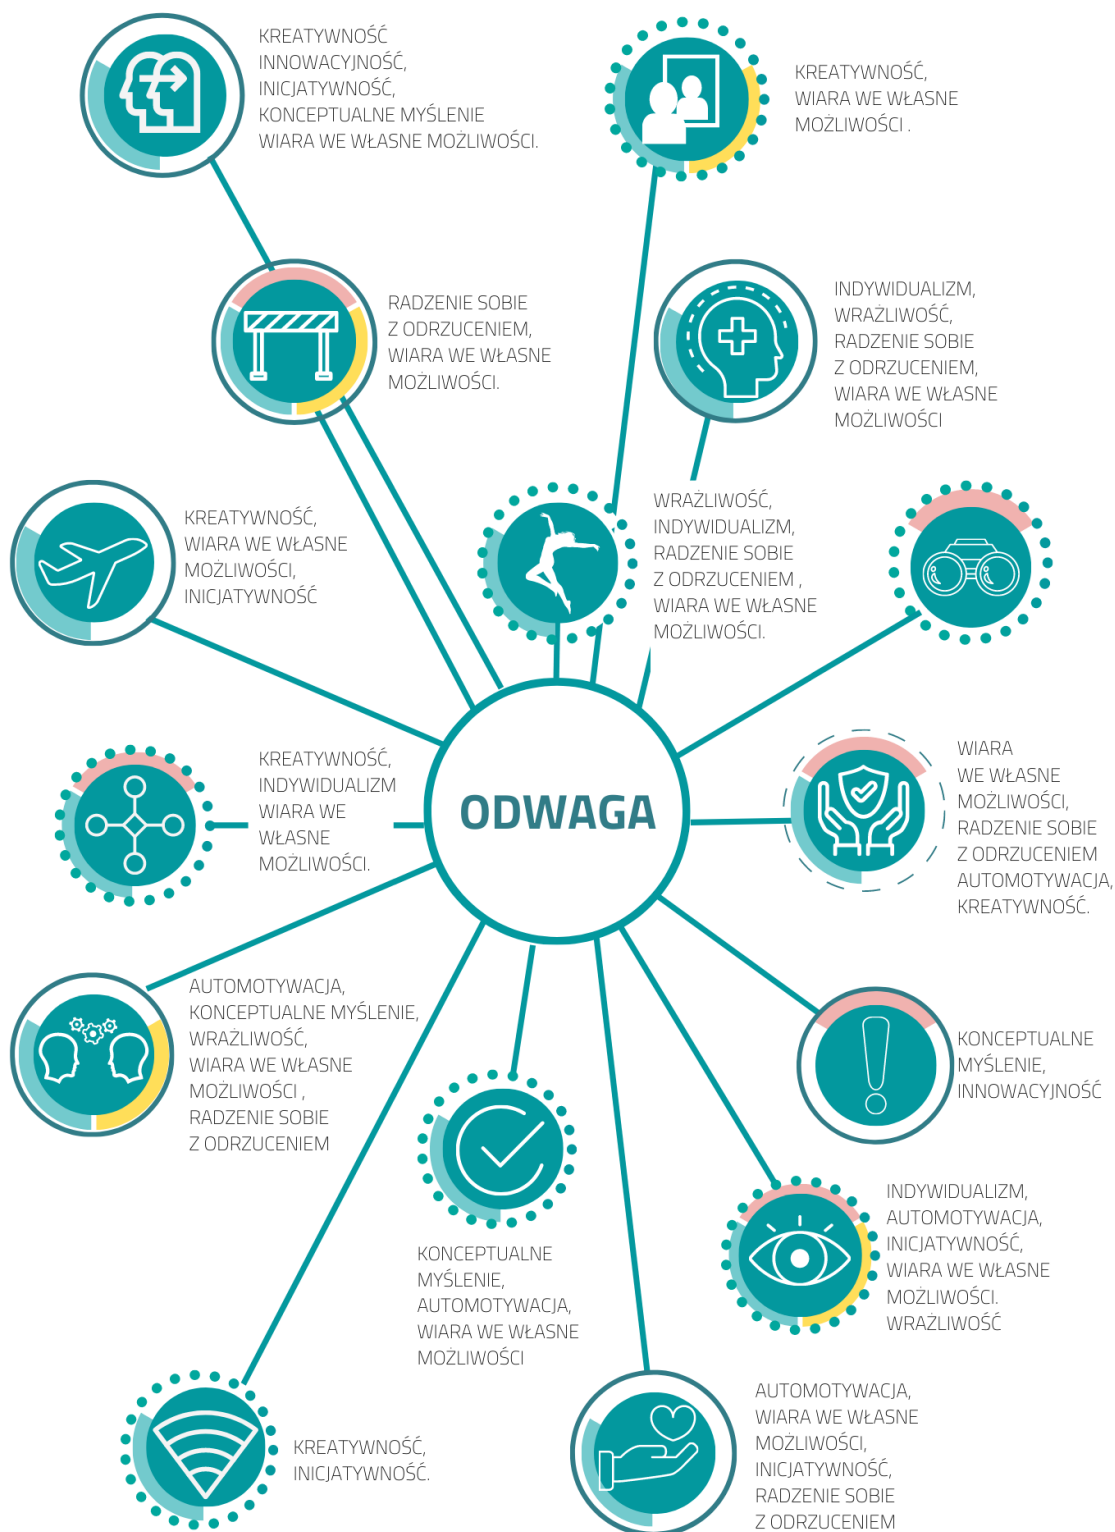 KREATYWNOŚĆ
INNOWACYJNOŚĆ,
INICJATYWNOŚĆ,
KONCEPTUALNE MYŚLENIE
WIARA WE WŁASNE MOŻLIWOŚCI.
KREATYWNOŚĆ,
WIARA WE WŁASNE
MOŻLIWOŚCI .
RADZENIE SOBIE
Z ODRZUCENIEM,
WIARA WE WŁASNE
MOŻLIWOŚCI.
INDYWIDUALIZM,
WRAŻLIWOŚĆ,
RADZENIE SOBIE
Z ODRZUCENIEM,
WIARA WE WŁASNE
MOŻLIWOŚCI
KREATYWNOŚĆ,
WIARA WE WŁASNE
MOŻLIWOŚCI,
INICJATYWNOŚĆ
WRAŻLIWOŚĆ,
INDYWIDUALIZM,
RADZENIE SOBIE
Z ODRZUCENIEM ,
WIARA WE WŁASNE
MOŻLIWOŚCI.
KREATYWNOŚĆ,
INDYWIDUALIZM
WIARA WE
WŁASNE
MOŻLIWOŚCI.
ODWAGA
WIARA
WE WŁASNE
MOŻLIWOŚCI,
RADZENIE SOBIE
Z ODRZUCENIEM
AUTOMOTYWACJA,
KREATYWNOŚĆ.
AUTOMOTYWACJA,
KONCEPTUALNE MYŚLENIE,
WRAŻLIWOŚĆ,
WIARA WE WŁASNE
MOŻLIWOŚCI ,
RADZENIE SOBIE
Z ODRZUCENIEM
KONCEPTUALNE
MYŚLENIE,
INNOWACYJNOŚĆ
KONCEPTUALNE
MYŚLENIE,
AUTOMOTYWACJA,
WIARA WE WŁASNE
MOŻLIWOŚCI
INDYWIDUALIZM,
AUTOMOTYWACJA,
INICJATYWNOŚĆ,
WIARA WE WŁASNE
MOŻLIWOŚCI.
WRAŻLIWOŚĆ
KREATYWNOŚĆ,
INICJATYWNOŚĆ.
AUTOMOTYWACJA,
WIARA WE WŁASNE
MOŻLIWOŚCI,
INICJATYWNOŚĆ,
RADZENIE SOBIE
Z ODRZUCENIEM